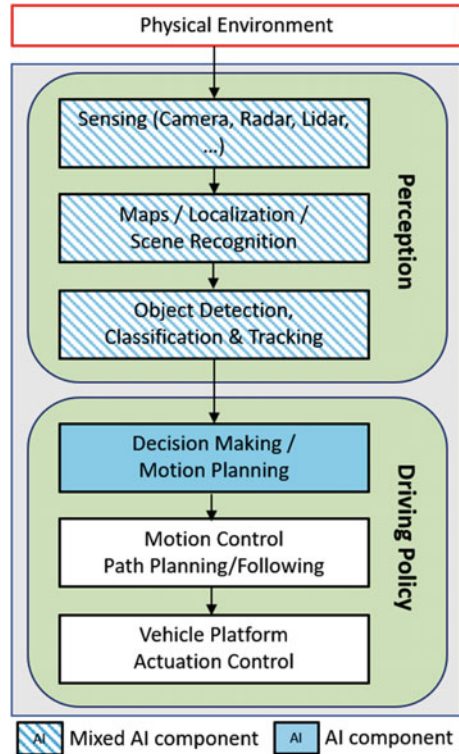 Physical Environment
Sensing (Camera, Radar, Lidar,
...)
Maps / Localization /
Scene Recognition
Object Detection,
Classification & Tracking
Perception
Decision Making /
Motion Planning
Motion Control
Path Planning/Following
Vehicle Platform
Actuation Control
Driving Policy
AI Mixed AI component
AI AI component